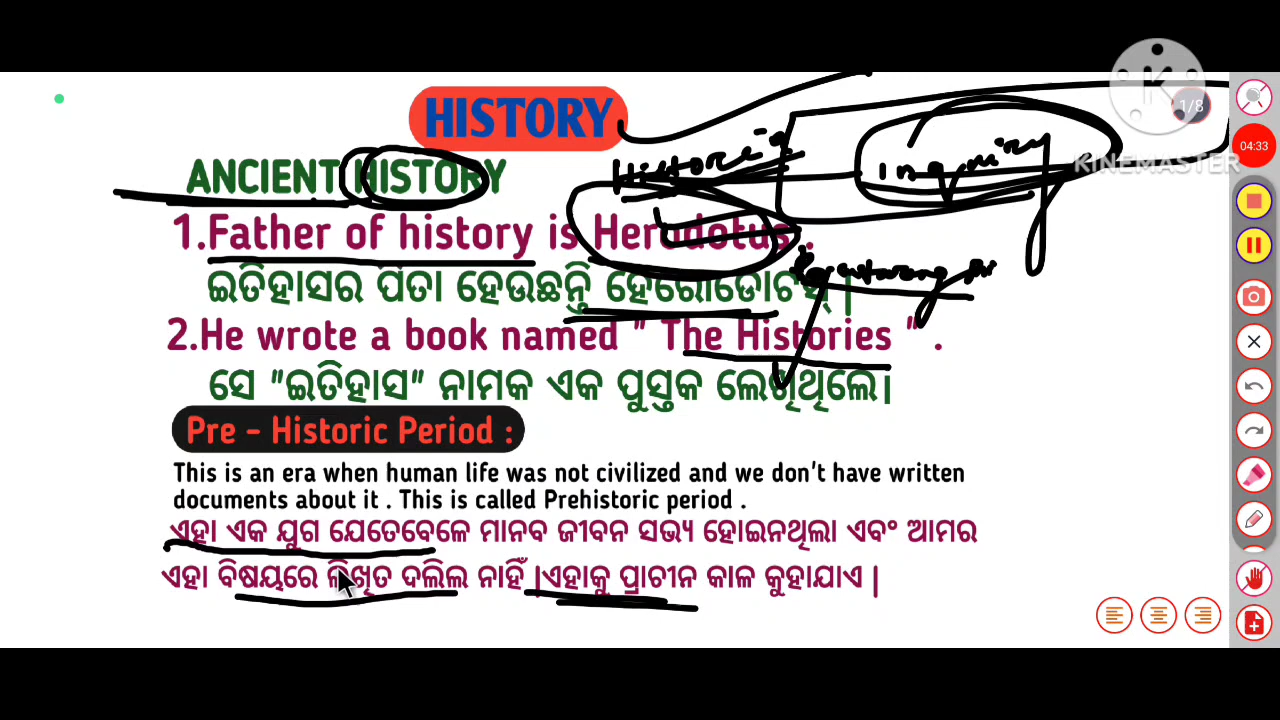 HISTORY
1/8
04:33
KINEMASTER
ANCIENT HISTORY
Inquiry
1.Father of history is Herodotus .
ଇତିହାସର ପିତା ହେଉଛନ୍ତି ହେରୋଡୋଟସ୍ |
2.He wrote a book named " The Histories " .
ସେ "ଇତିହାସ" ନାମକ ଏକ ପୁସ୍ତକ ଲେଖିଥିଲେ।
Pre - Historic Period :
This is an era when human life was not civilized and we don't have written
documents about it . This is called Prehistoric period .
ଏହା ଏକ ଯୁଗ ଯେତେବେଳେ ମାନବ ଜୀବନ ସଭ୍ୟ ହୋଇନଥିଲା ଏବଂ ଆମର
ଏହା ବିଷୟରେ ଲିଖିତ ଦଲିଲ ନାହିଁ |ଏହାକୁ ପ୍ରାଚୀନ କାଳ କୁହାଯାଏ |